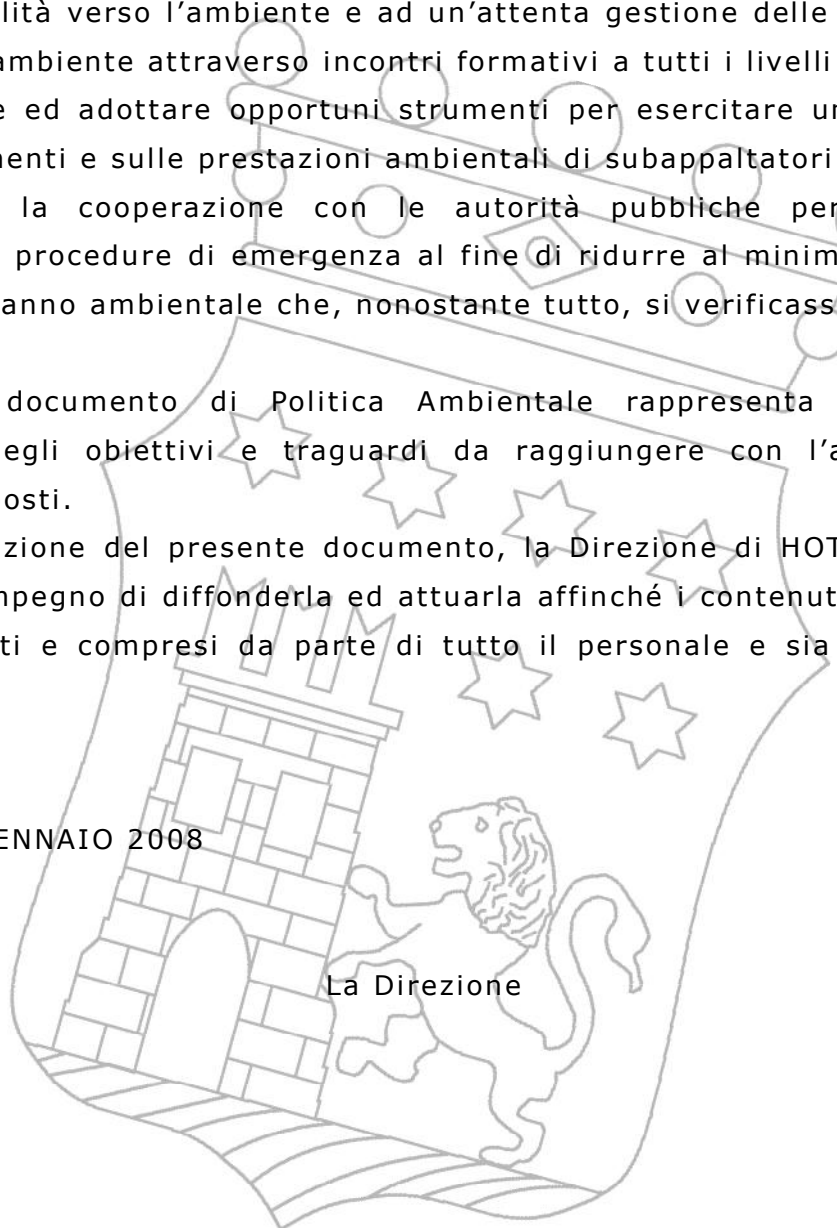 lità verso l’ambiente e ad un’attenta gestione delle
ambiente attraverso incontri formativi a tutti i livelli
e ed adottare opportuni strumenti per esercitare un
nenti e sulle prestazioni ambientali di subappaltatori
la cooperazione con le autorità pubbliche per
procedure di emergenza al fine di ridurre al minim
anno ambientale che, nonostante tutto, si verificass
documento di Politica Ambientale rappresenta
egli obiettivi e traguardi da raggiungere con l’a
osti.
zione del presente documento, la Direzione di HOT
mpegno di diffonderla ed attuarla affinché i contenut
ti e compresi da parte di tutto il personale e sia
ENNAIO 2008
La Direzione